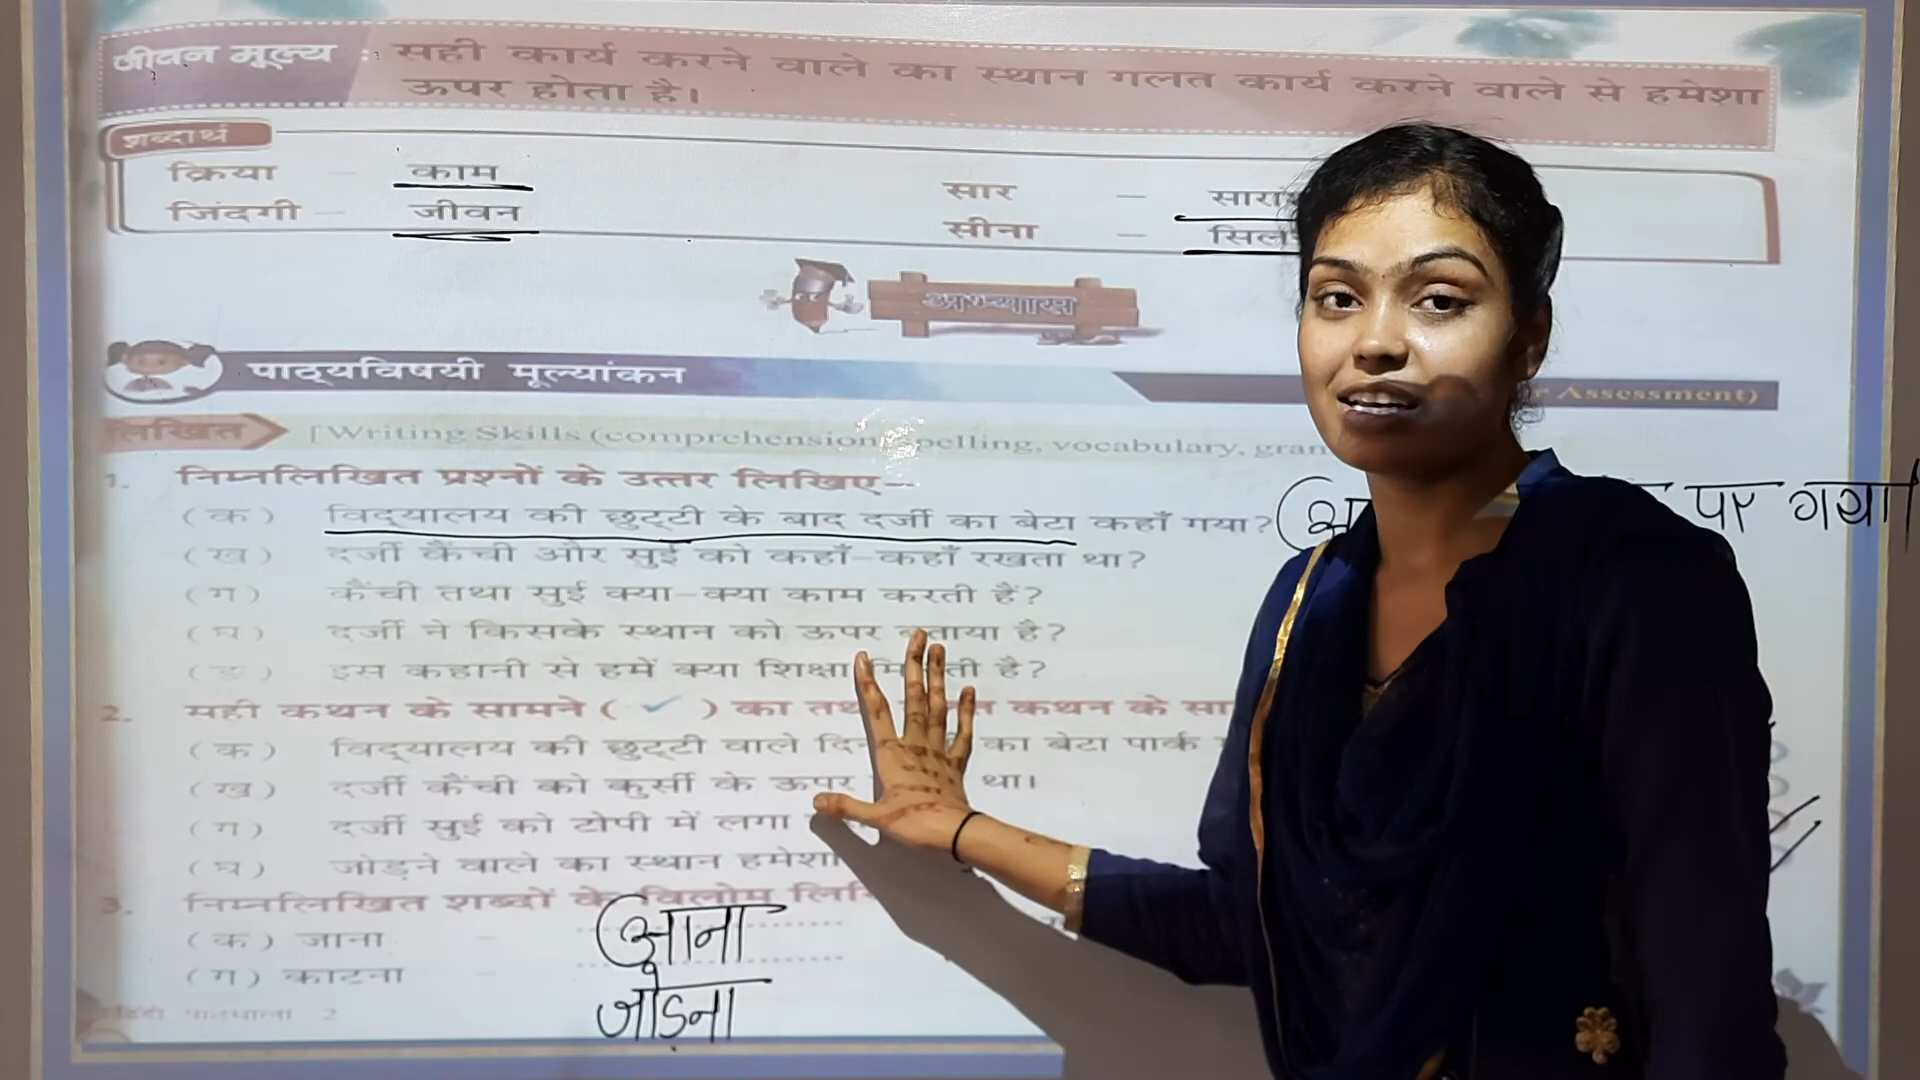 जीवन मूल्य : सही कार्य करने वाले का स्थान गलत कार्य करने वाले से हमेशा
ऊपर होता है।
शब्दार्थ
क्रिया – काम
सार –
जिंदगी – जीवन
सीना –
अभ्यास
पाठ्यविषयी मूल्यांकन
Assessment)
लिखित [Writing Skills (comprehension, spelling, vocabulary,
1. निम्नलिखित प्रश्नों के उत्तर लिखिए–
(क) विद्यालय की छुट्टी के बाद दर्जी का बेटा कहाँ गया? पर गया।
(ख) दर्जी कैंची और सुई को कहाँ-कहाँ रखता था?
(ग) कैंची तथा सुई क्या-क्या काम करती हैं?
(घ) दर्जी ने किसके स्थान को ऊपर बताया है?
(ङ) इस कहानी से हमें क्या शिक्षा मिलती है?
2. सही कथन के सामने ( ✓ ) का कथन के
(क) विद्यालय की छुट्टी वाले का बेटा पार्क
(ख) दर्जी कैंची को कुर्सी के ऊपर था।
(ग) दर्जी सुई को टोपी में लगा
(घ) जोड़ने वाले का स्थान हमेशा
3. निम्नलिखित शब्दों के विलोम
(क) जाना – आना
(ग) काटना – जोड़ना
हिंदी पाठमाला 2